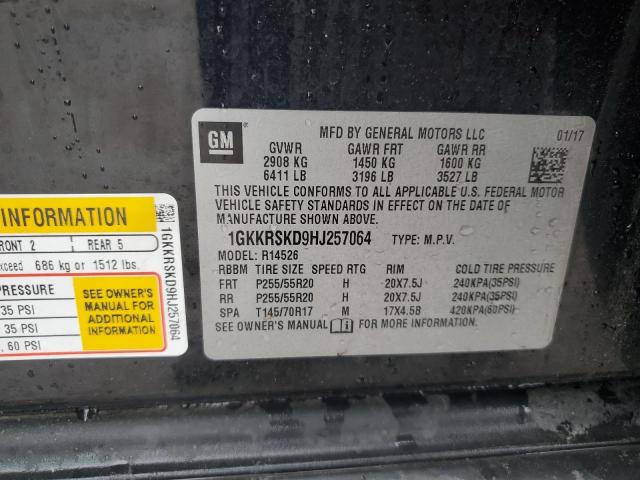 GM
MFD BY GENERAL MOTORS LLC 01/17
GVWR GAWR FRT GAWR RR
2908 KG 1450 KG 1600 KG
6411 LB 3196 LB 3527 LB
THIS VEHICLE CONFORMS TO ALL APPLICABLE U.S. FEDERAL MOTOR
VEHICLE SAFETY STANDARDS IN EFFECT ON THE DATE OF
MANUFACTURE SHOWN ABOVE.
1GKKRSKD9HJ257064 TYPE: M.P.V.
MODEL: R14526
RBBM TIRE SIZE SPEED RTG RIM COLD TIRE PRESSURE
FRT P255/55R20 H 20X7.5J 240KPA(35PSI)
RR P255/55R20 H 20X7.5J 240KPA(35PSI)
SPA T145/70R17 M 17X4.5B 420KPA(60PSI)
SEE OWNER'S MANUAL FOR MORE INFORMATION.
INFORMATION
FRONT 2 REAR 5
exceed 686 kg or 1512 lbs.
PRESSURE
35 PSI
35 PSI
60 PSI
SEE OWNER'S
MANUAL FOR
ADDITIONAL
INFORMATION
1GKKRSKD9HJ257064